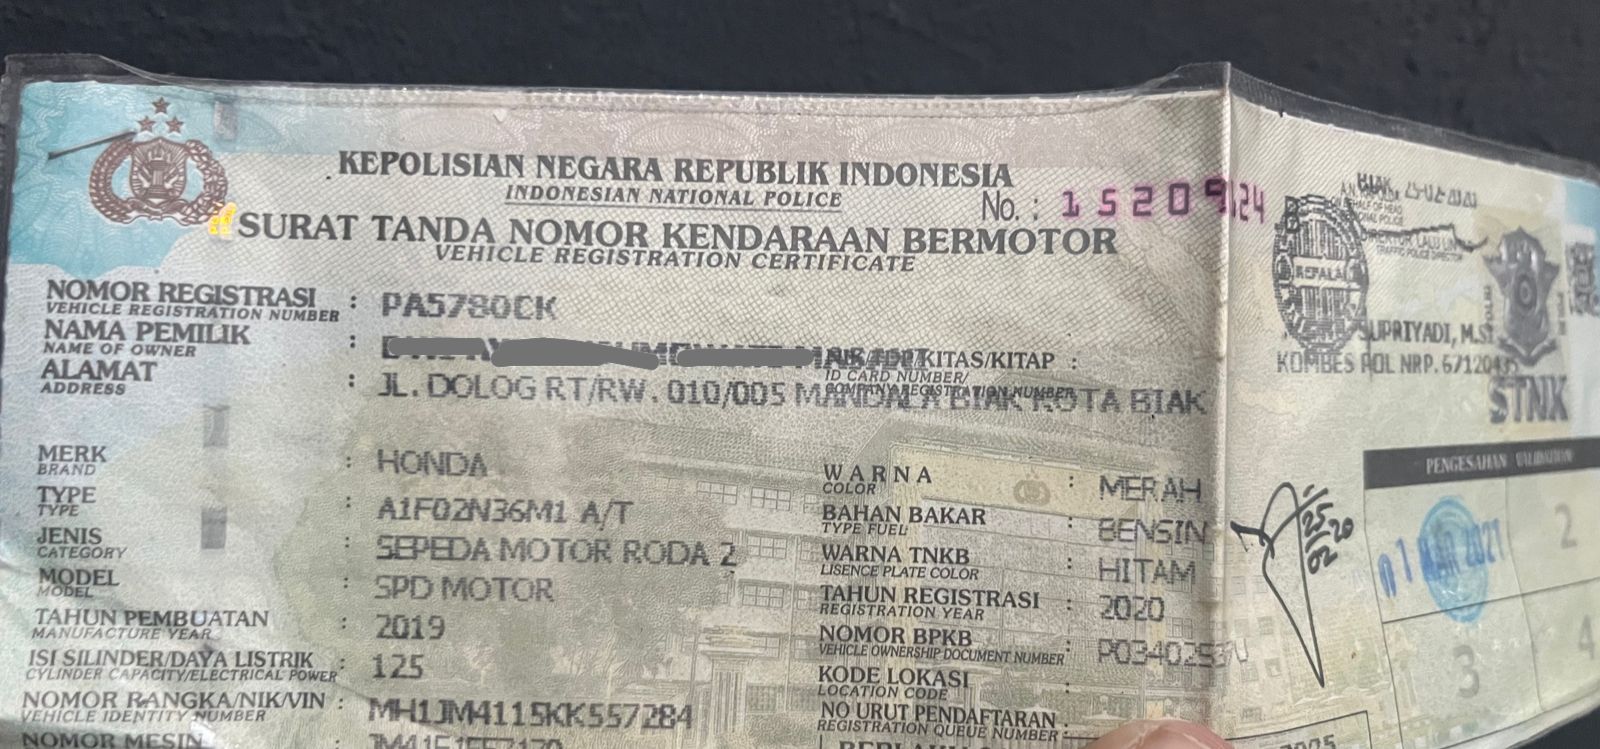 KEPOLISIAN NEGARA REPUBLIK INDONESIA
INDONESIAN NATIONAL POLICE
No. : 152091124
SURAT TANDA NOMOR KENDARAAN BERMOTOR
VEHICLE REGISTRATION CERTIFICATE
NOMOR REGISTRASI : PA5780CK
VEHICLE REGISTRATION NUMBER
NAMA PEMILIK :
NAME OF OWNER
KITAS/KITAP :
ID CARD NUMBER/
COMPANY REGISTRATION NUMBER
ALAMAT : JL. DOLOG RT/RW. 010/005 MANDALA BIAK KOTA BIAK
ADDRESS
MERK : HONDA
BRAND
TYPE : A1F02N36M1 A/T
TYPE
JENIS : SEPEDA MOTOR RODA 2
CATEGORY
MODEL : SPD MOTOR
MODEL
TAHUN PEMBUATAN : 2019
MANUFACTURE YEAR
ISI SILINDER/DAYA LISTRIK : 125
CYLINDER CAPACITY/ELECTRICAL POWER
NOMOR RANGKA/NIK/VIN : MH1JM4115KK557284
VEHICLE IDENTITY NUMBER
NOMOR MESIN
WARNA : MERAH
COLOR
BAHAN BAKAR : BENSIN
TYPE FUEL
WARNA TNKB : HITAM
LISENCE PLATE COLOR
TAHUN REGISTRASI : 2020
REGISTRATION YEAR
NOMOR BPKB :
VEHICLE OWNERSHIP DOCUMENT NUMBER
KODE LOKASI :
LOCATION CODE
NO URUT PENDAFTARAN :
REGISTRATION QUEUE NUMBER
BIAK,
TRAFFIC POLICE DIRECTOR
KEPALA
SUPRIYADI, M.Si
KOMBES POL NRP.
STNK
PENGESAHAN VALIDATION
01 MAR 2021
2
3
4
25/02 20